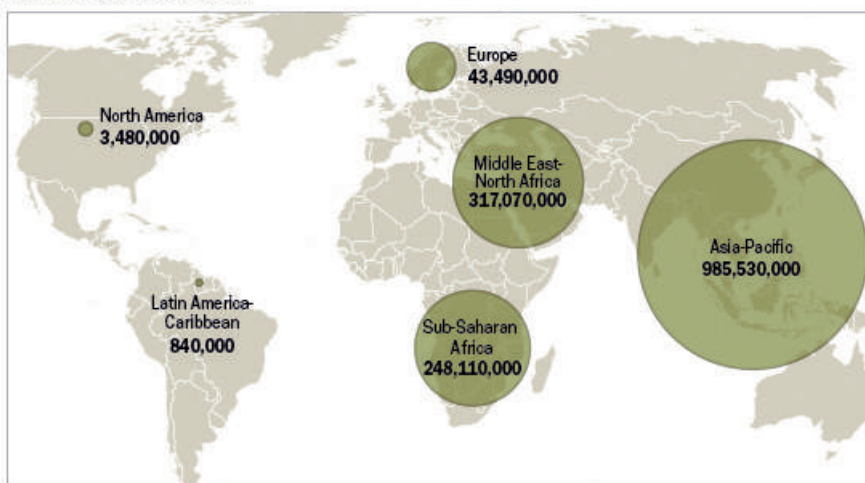 Europe
43,490,000
North America
3,480,000
Middle East-
North Africa
317,070,000
Asia-Pacific
985,530,000
Latin America-
Caribbean
840,000
Sub-Saharan
Africa
248,110,000